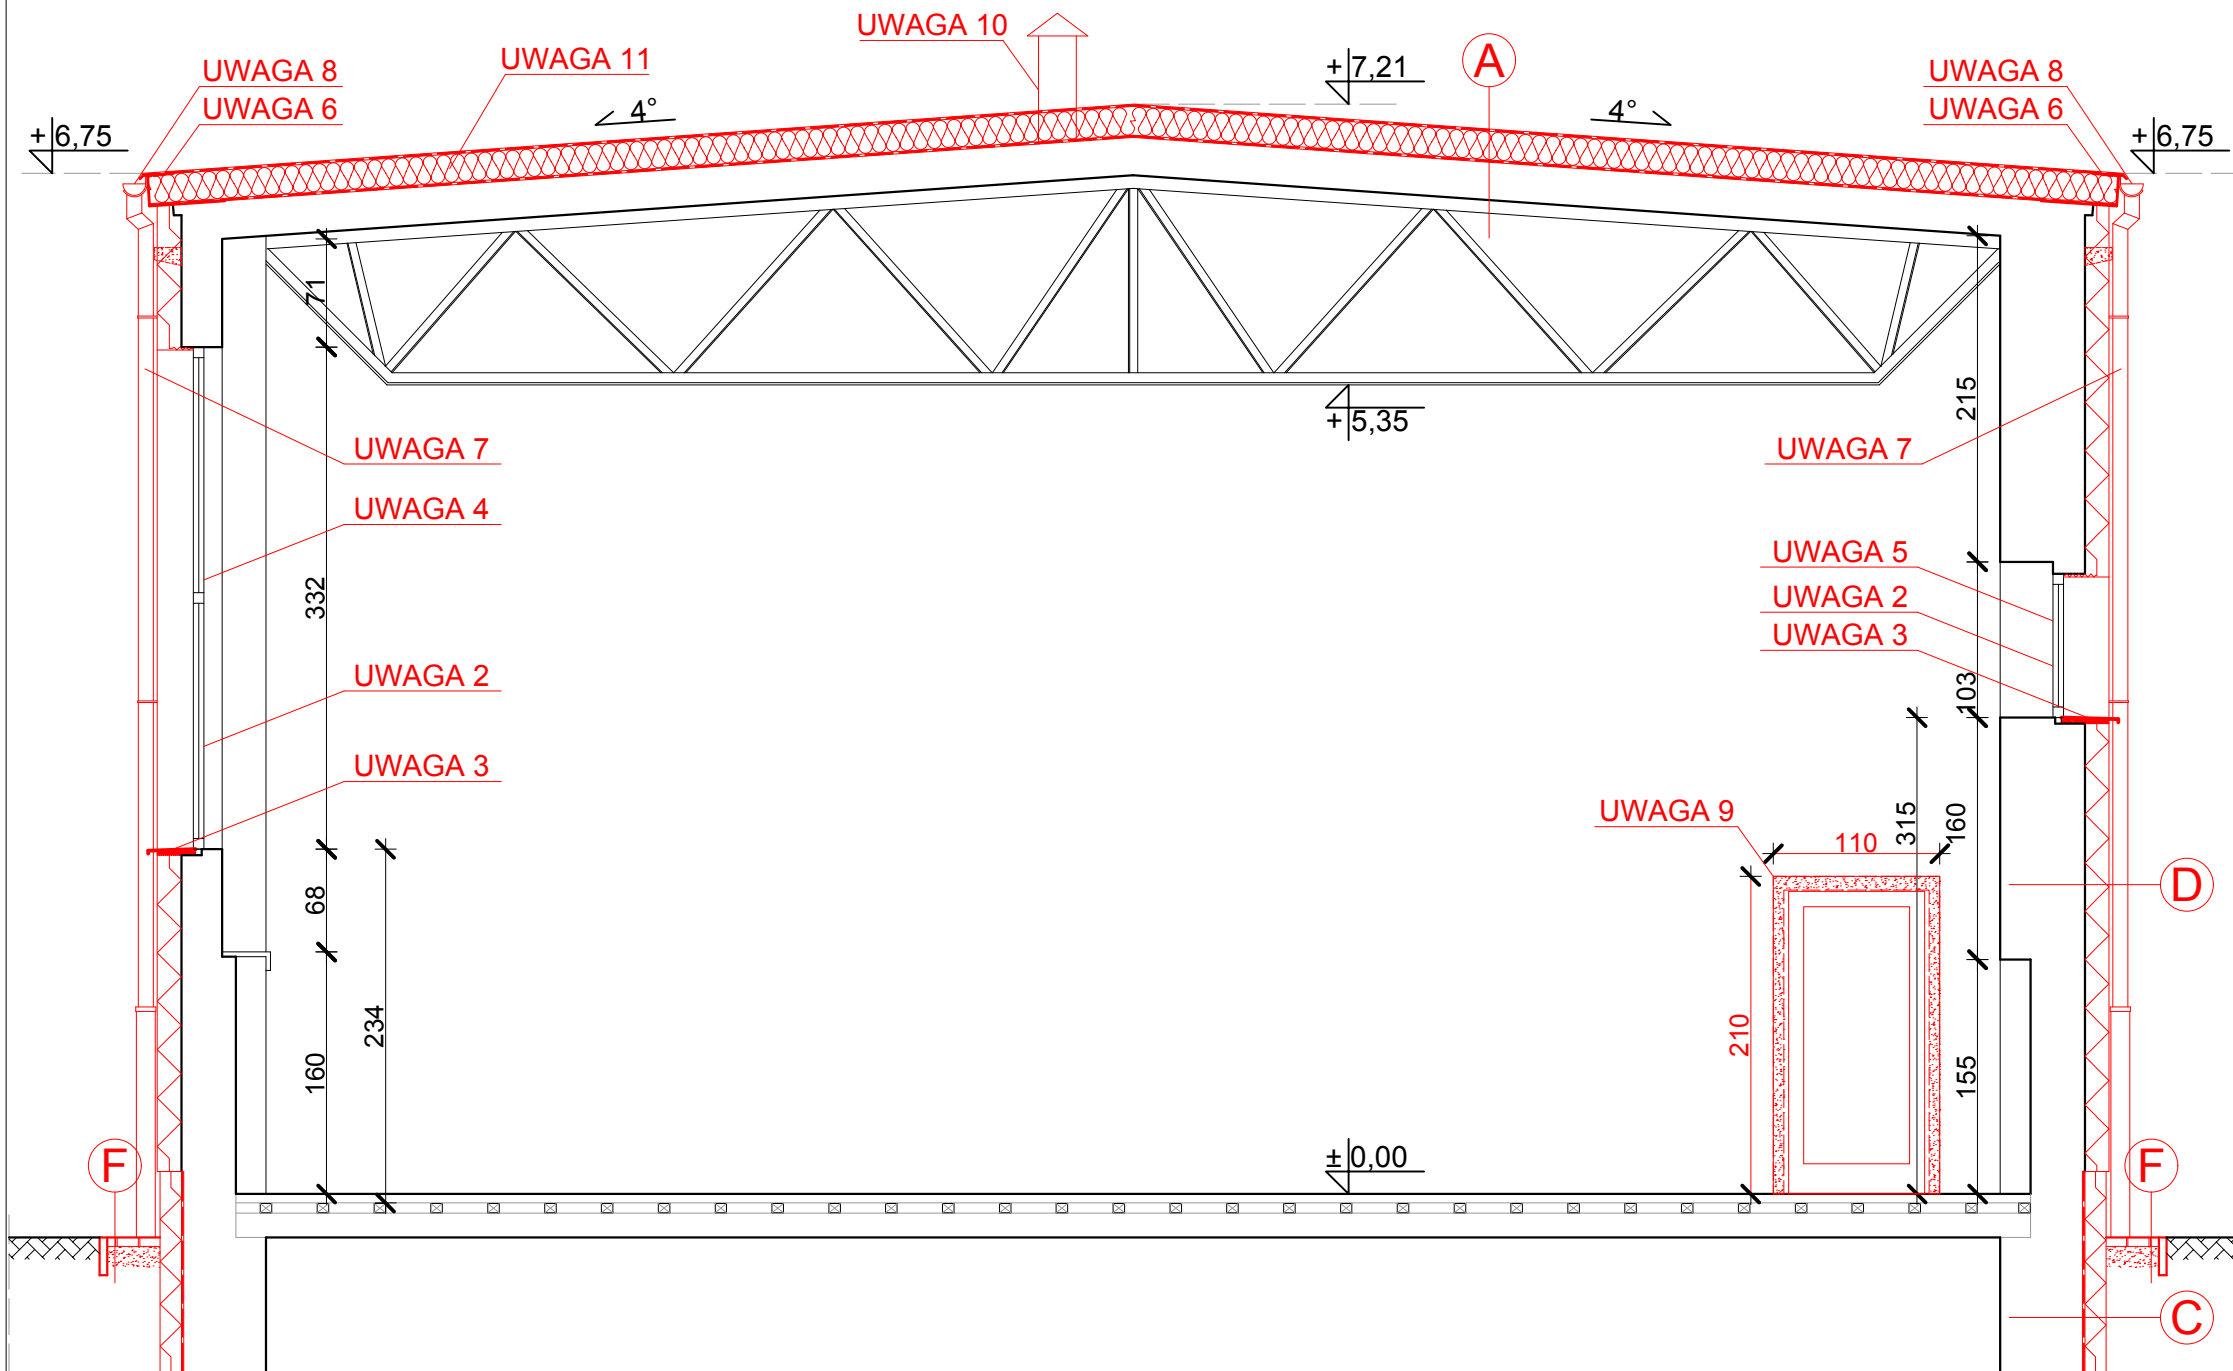 UWAGA 10
UWAGA 11
UWAGA 8
UWAGA 6
+6,75
4°
+7,21
A
4°
UWAGA 8
UWAGA 6
+6,75
71
215
+5,35
UWAGA 7
UWAGA 7
UWAGA 4
UWAGA 5
332
UWAGA 2
UWAGA 3
UWAGA 2
103
UWAGA 3
UWAGA 9
315
160
110
68
D
234
210
160
155
±0,00
F
F
C